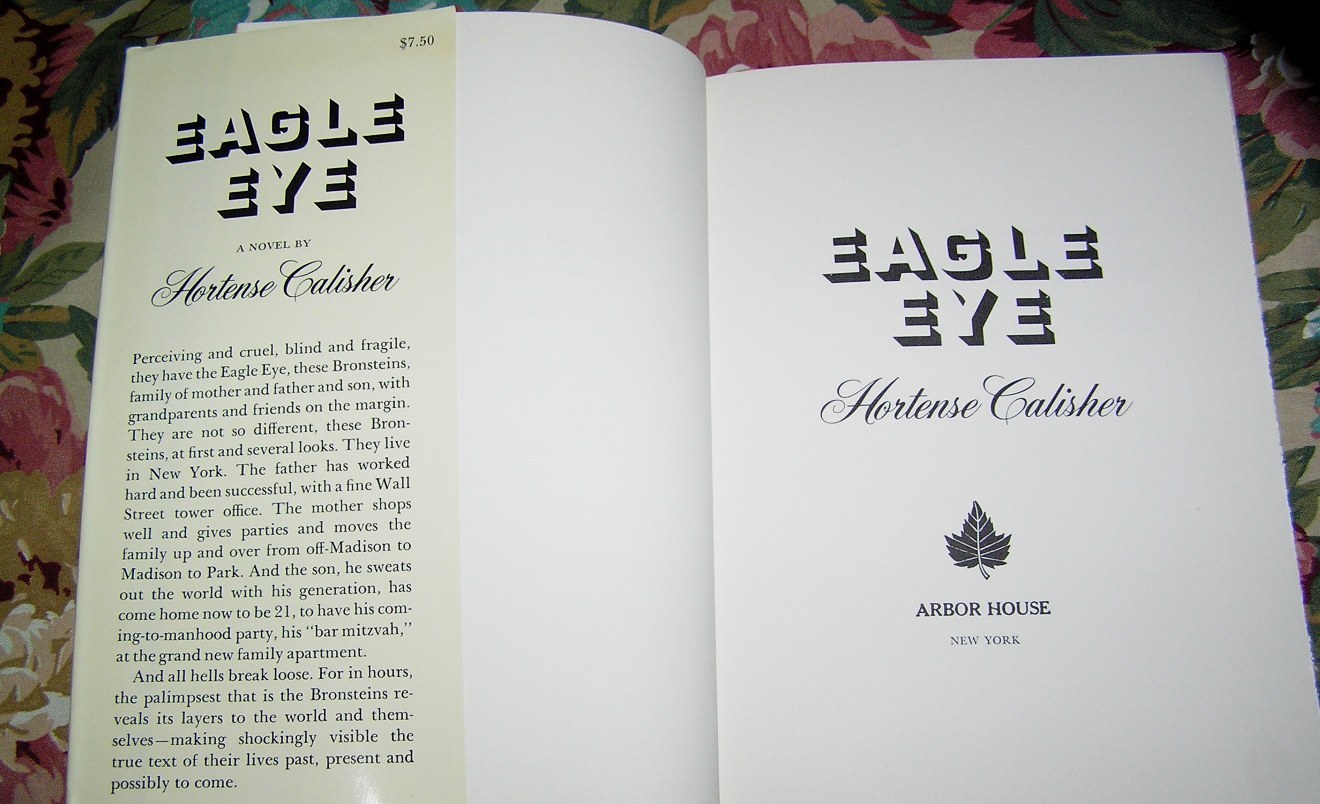 $7.50
EAGLE
EYE
A NOVEL BY
Hortense Calisher
Perceiving and cruel, blind and fragile,
they have the Eagle Eye, these Bronsteins,
family of mother and father and son, with
grandparents and friends on the margin.
They are not so different, these Bron-
steins, at first and several looks. They live
in New York. The father has worked
hard and been successful, with a fine Wall
Street tower office. The mother shops
well and gives parties and moves the
family up and over from off-Madison to
Madison to Park. And the son, he sweats
out the world with his generation, has
come home now to be 21, to have his com-
ing-to-manhood party, his “bar mitzvah,”
at the grand new family apartment.
And all hells break loose. For in hours,
the palimpsest that is the Bronsteins re-
veals its layers to the world and them-
selves—making shockingly visible the
true text of their lives past, present and
possibly to come.
EAGLE
EYE
Hortense Calisher
ARBOR HOUSE
NEW YORK